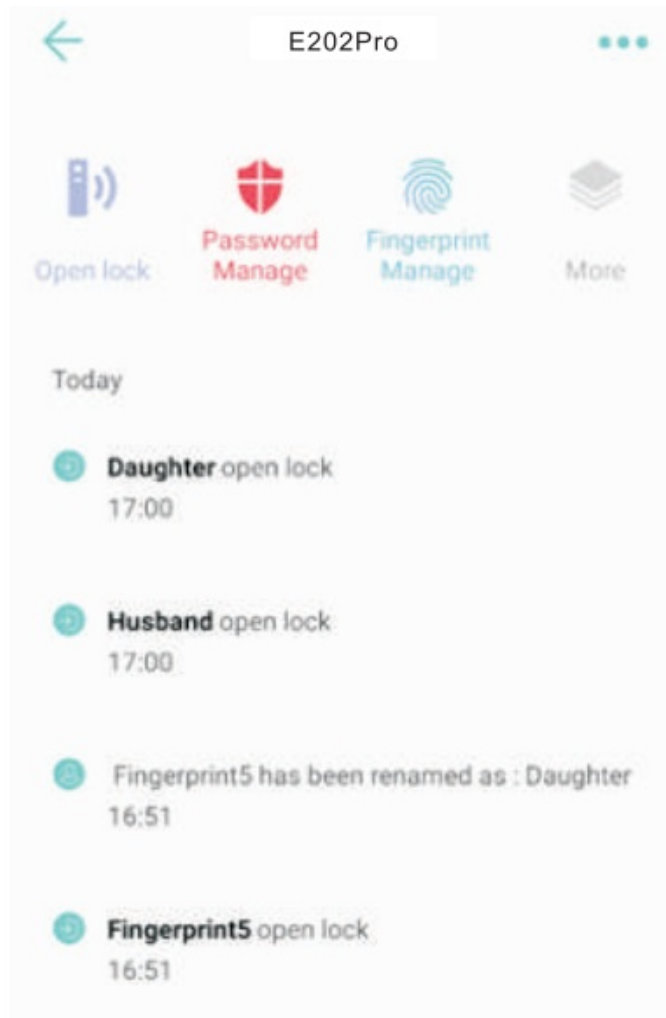 E202Pro
Open lock
Password
Manage
Fingerprint
Manage
More
Today
Daughter open lock
17:00
Husband open lock
17:00
Fingerprint5 has been renamed as : Daughter
16:51
Fingerprint5 open lock
16:51